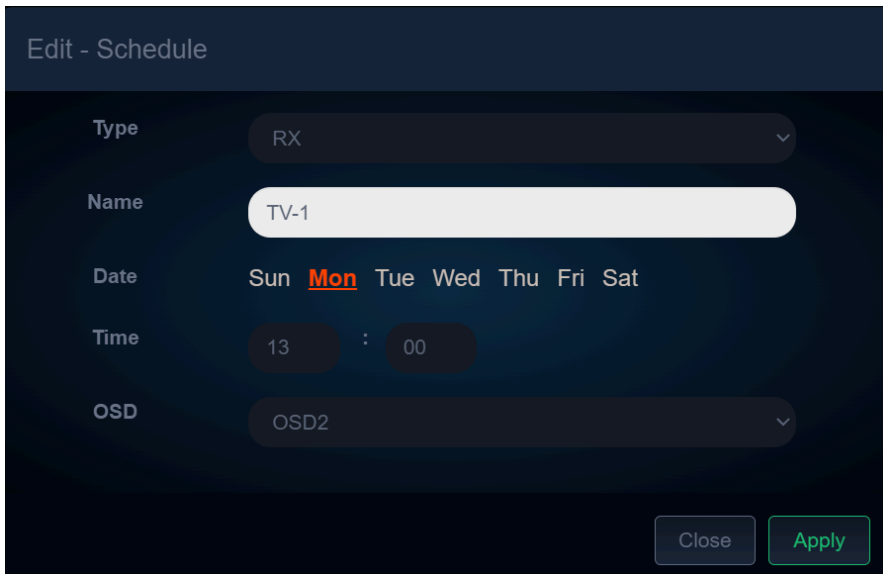 Edit - Schedule
Type RX
Name TV-1
Date Sun Mon Tue Wed Thu Fri Sat
Time 13 : 00
OSD OSD2
Close Apply